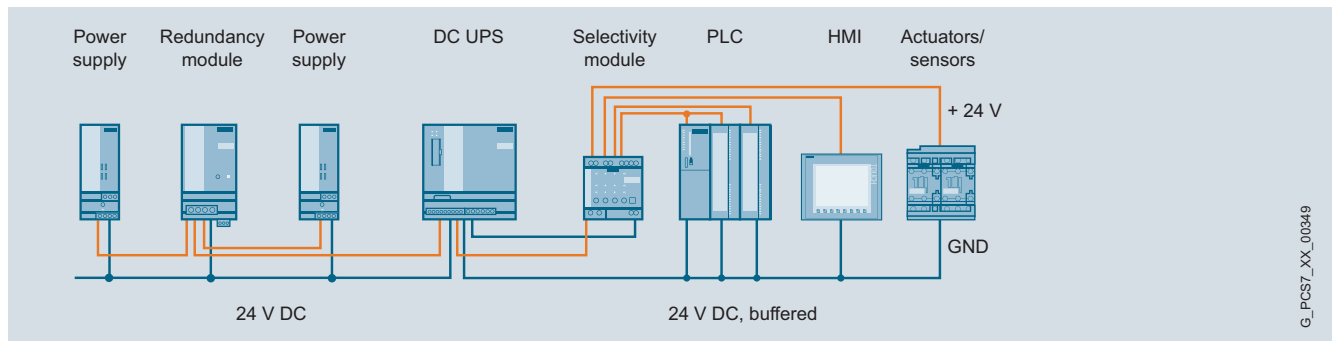 Power supply
Redundancy module
Power supply
DC UPS
Selectivity module
PLC
HMI
Actuators/ sensors
+ 24 V
GND
24 V DC
24 V DC, buffered
G_PCS7_XX_00349